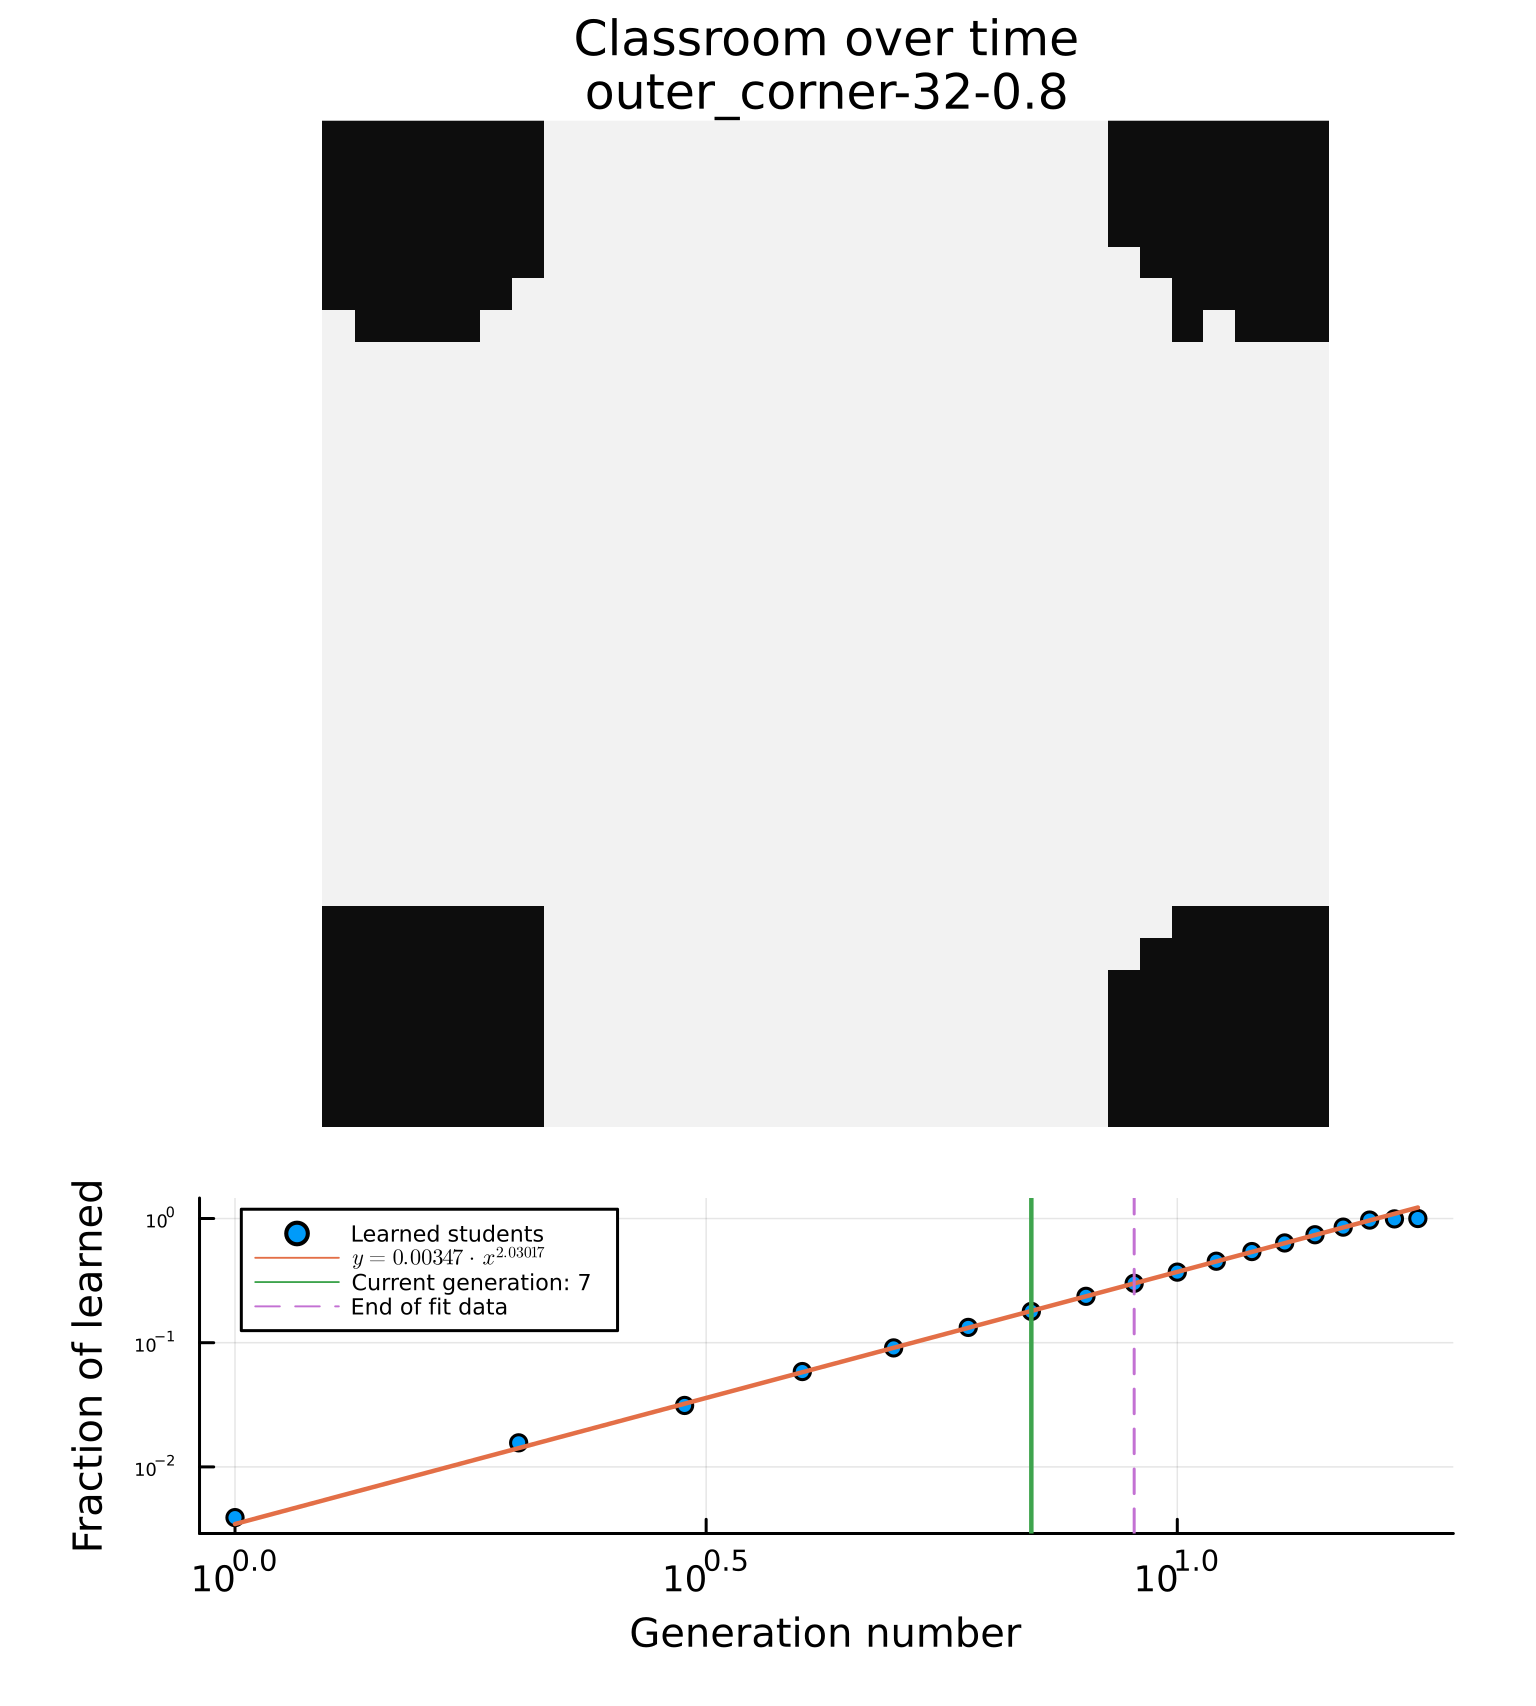 Classroom over time
outer_corner-32-0.8
Fraction of learned
10^0
10^−1
10^−2
Learned students
y = 0.00347 · x^2.03017
Current generation: 7
End of fit data
10^0.0 10^0.5 10^1.0
Generation number